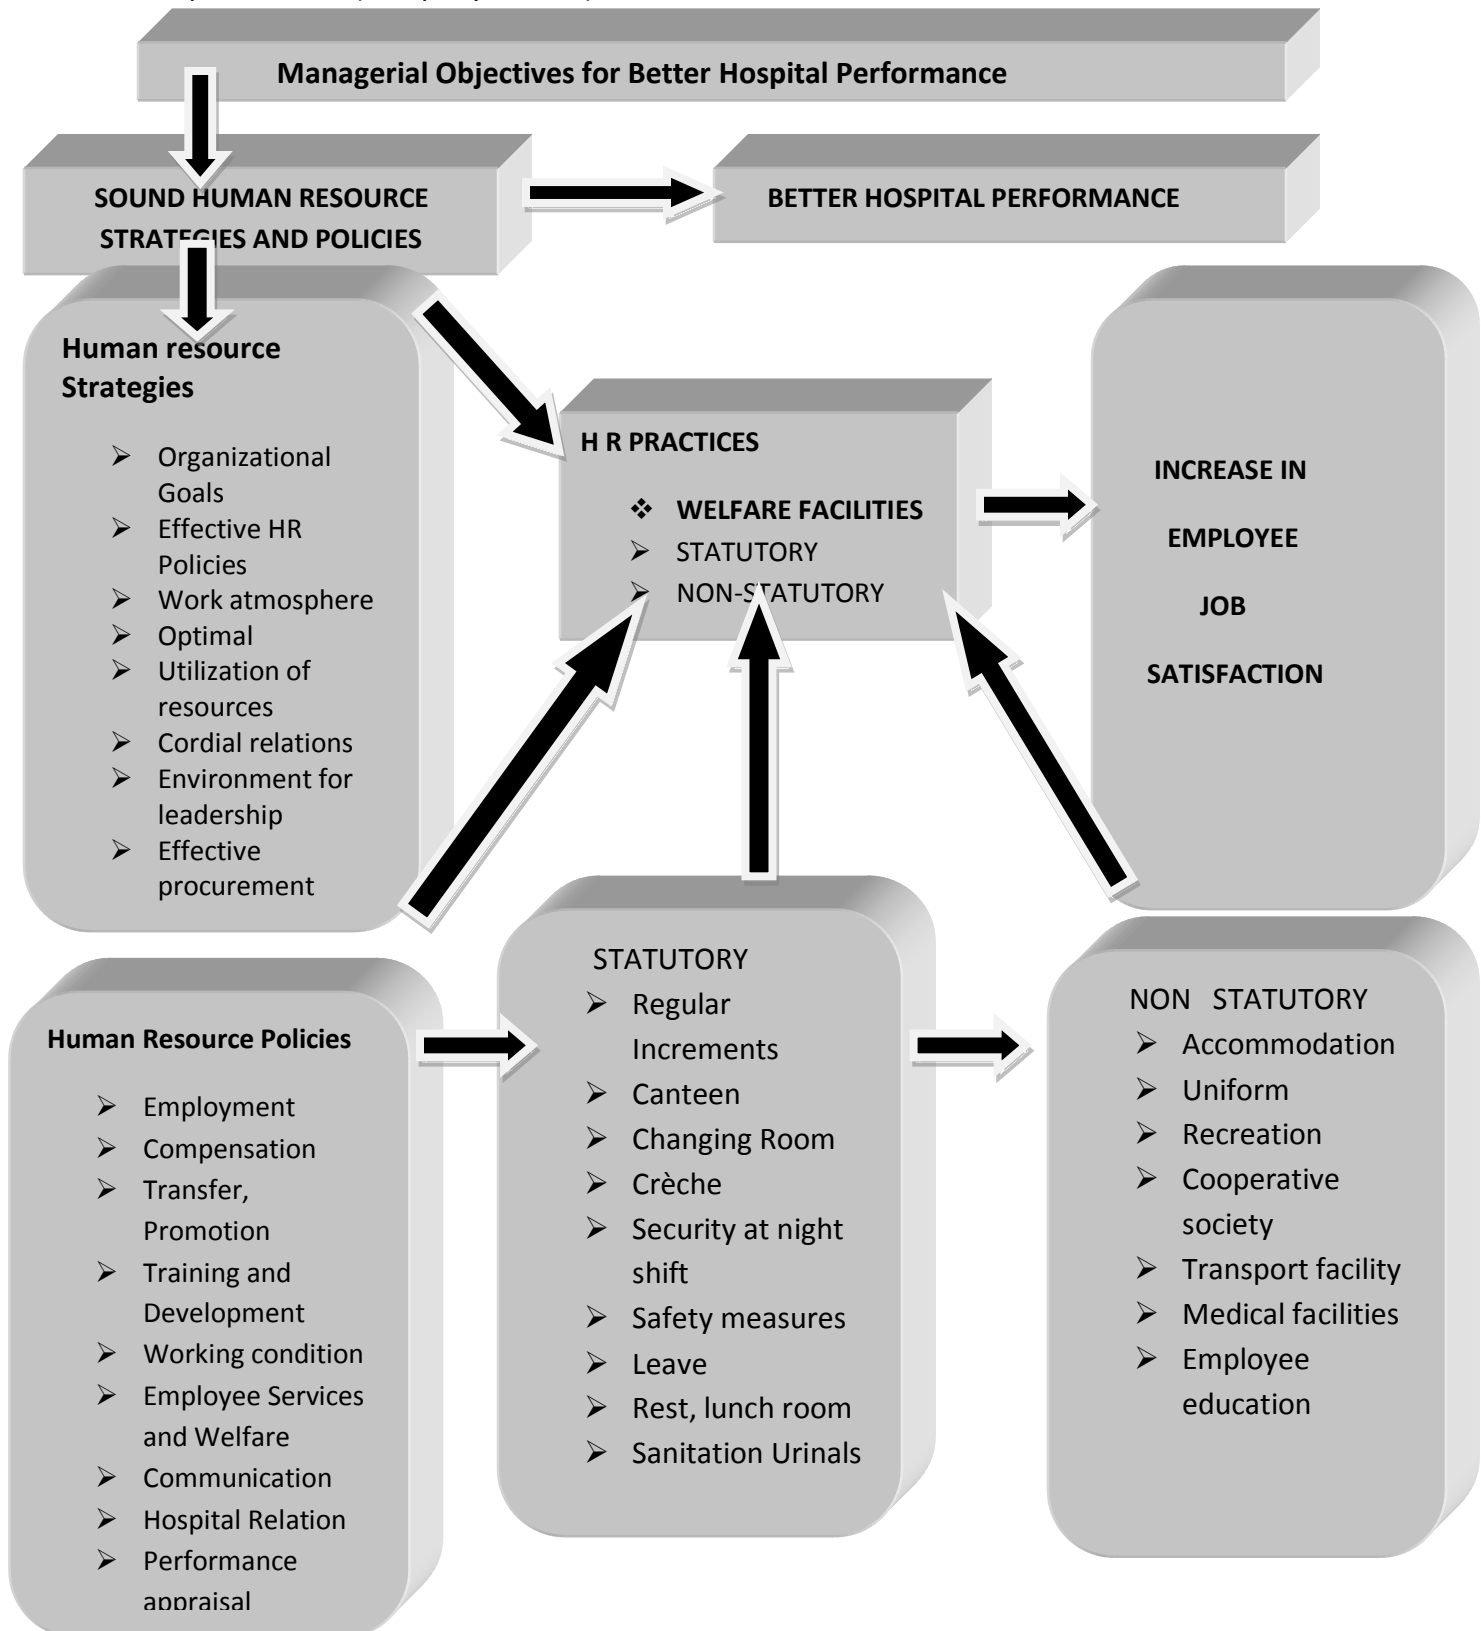 Managerial Objectives for Better Hospital Performance
SOUND HUMAN RESOURCE
STRATEGIES AND POLICIES
BETTER HOSPITAL PERFORMANCE
Human resource
Strategies
Organizational
Goals
Effective HR
Policies
Work atmosphere
Optimal
Utilization of
resources
Cordial relations
Environment for
leadership
Effective
procurement
H R PRACTICES
WELFARE FACILITIES
STATUTORY
NON-STATUTORY
INCREASE IN
EMPLOYEE
JOB
SATISFACTION
Human Resource Policies
Employment
Compensation
Transfer,
Promotion
Training and
Development
Working condition
Employee Services
and Welfare
Communication
Hospital Relation
Performance
appraisal
STATUTORY
Regular
Increments
Canteen
Changing Room
Crèche
Security at night
shift
Safety measures
Leave
Rest, lunch room
Sanitation Urinals
NON STATUTORY
Accommodation
Uniform
Recreation
Cooperative
society
Transport facility
Medical facilities
Employee
education